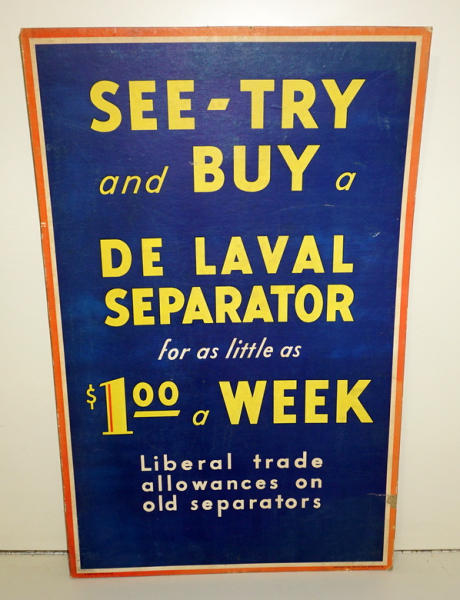 SEE-TRY
and BUY a
DE LAVAL
SEPARATOR
for as little as
$1.00 a WEEK
Liberal trade
allowances on
old separators